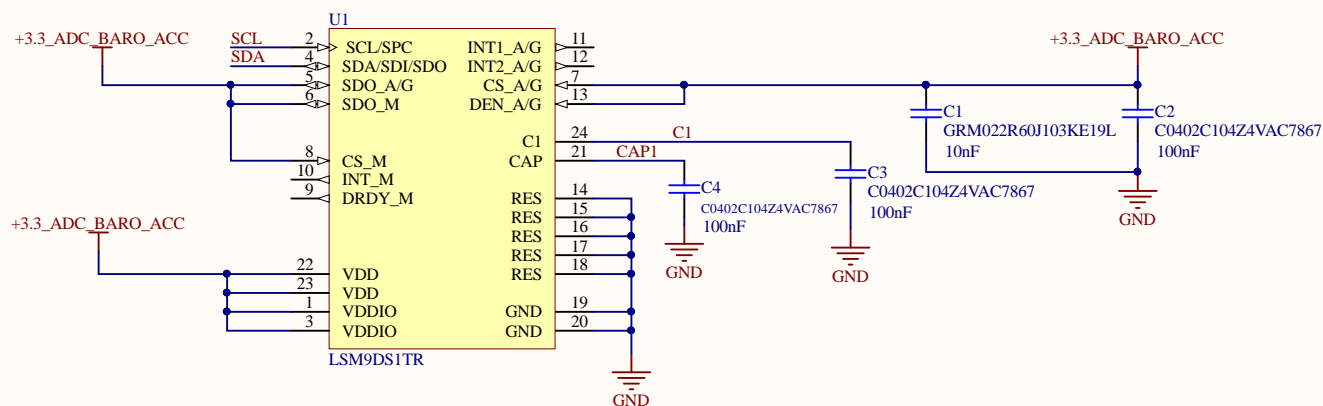 U1
+3.3_ADC_BARO_ACC
SCL
SDA
2
4
5
6
8
10
9
SCL/SPC
SDA/SDI/SDO
SDO_A/G
SDO_M
CS_M
INT_M
DRDY_M
INT1_A/G
INT2_A/G
CS_A/G
DEN_A/G
C1
CAP
RES
RES
RES
RES
RES
GND
GND
11
12
7
13
24
21
14
15
16
17
18
19
20
+3.3_ADC_BARO_ACC
22
23
1
3
VDD
VDD
VDDIO
VDDIO
LSM9DS1TR
GND
C1
CAP1
C4
C0402C104Z4VAC7867
100nF
GND
C3
C0402C104Z4VAC7867
100nF
GND
+3.3_ADC_BARO_ACC
C1
GRM022R60J103KE19L
10nF
C2
C0402C104Z4VAC7867
100nF
GND